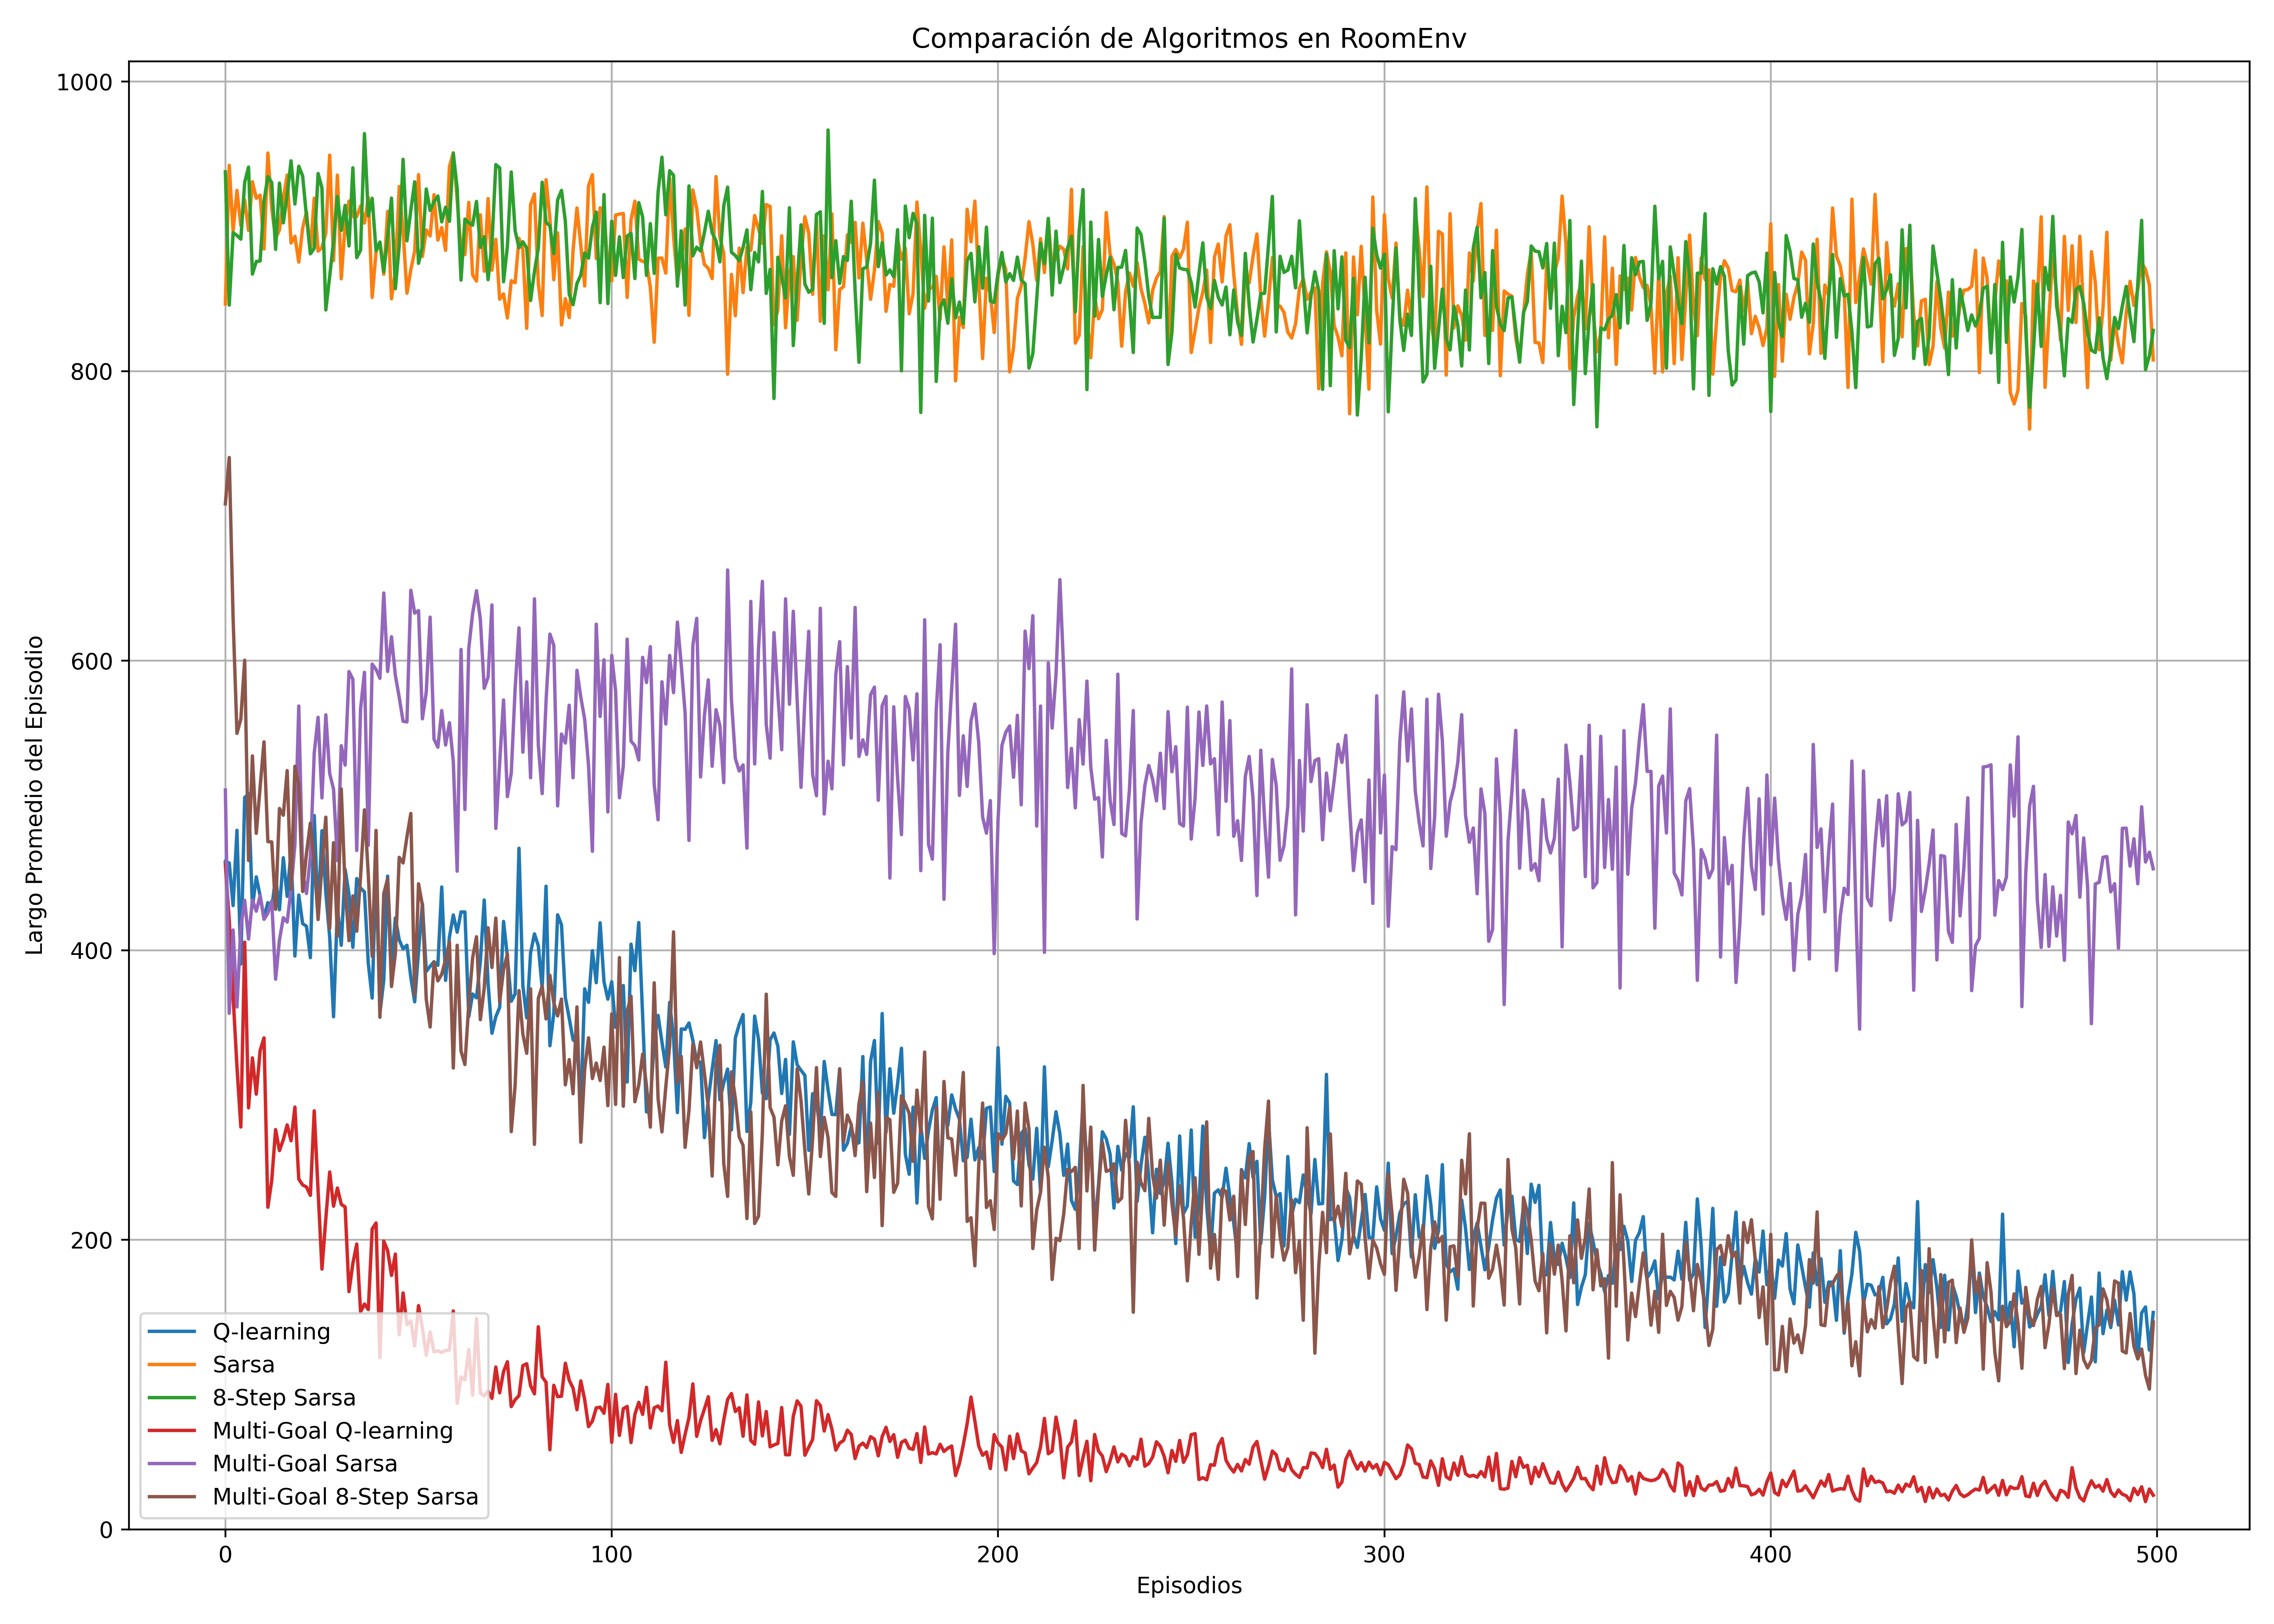 Comparación de Algoritmos en RoomEnv
Largo Promedio del Episodio
1000
800
600
400
200
0
Q-learning
Sarsa
8-Step Sarsa
Multi-Goal Q-learning
Multi-Goal Sarsa
Multi-Goal 8-Step Sarsa
0 100 200 300 400 500
Episodios